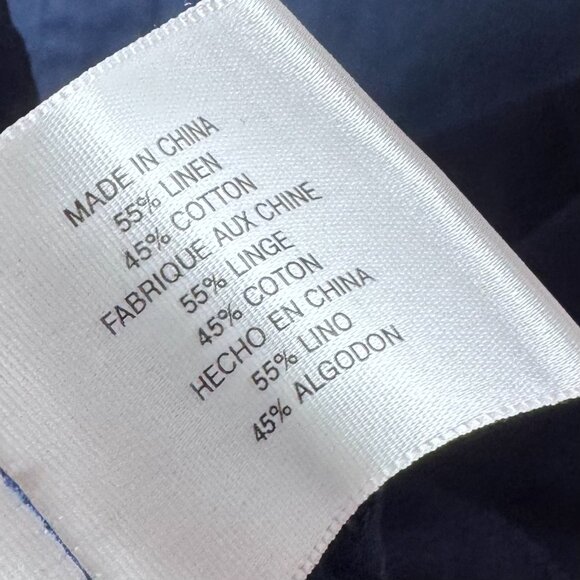 MADE IN CHINA
55% LINEN
45% COTTON
FABRIQUE AUX CHINE
55% LINGE
45% COTON
HECHO EN CHINA
55% LINO
45% ALGODON